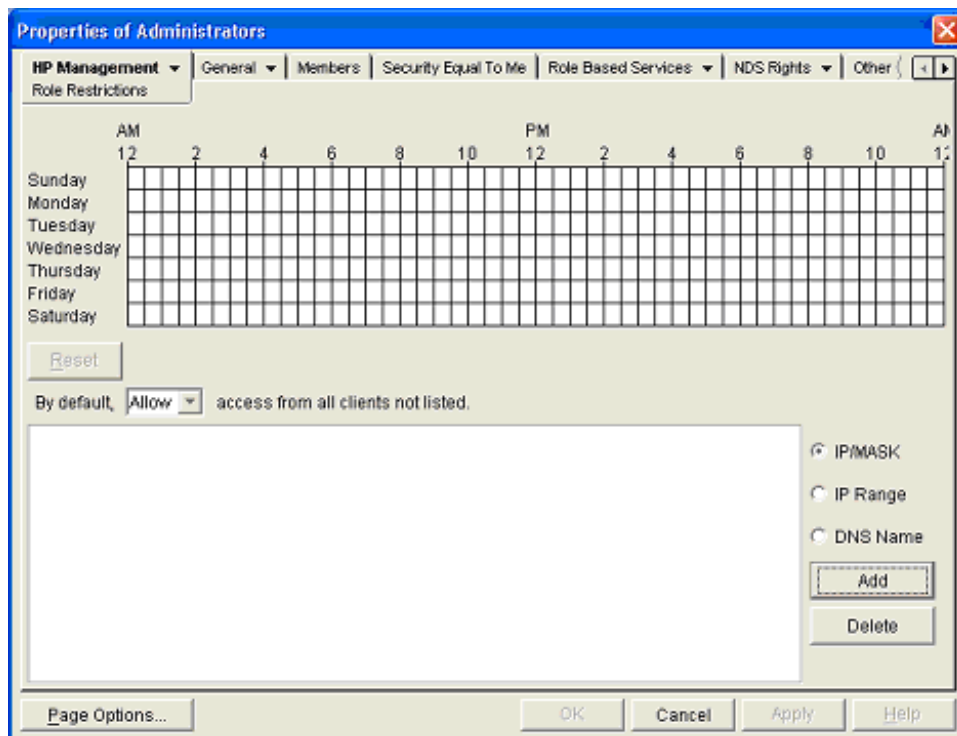 Properties of Administrators
HP Management General Members Security Equal To Me Role Based Services NDS Rights Other
Role Restrictions
AM PM
12 2 4 6 8 10 12 2 4 6 8 10
Sunday
Monday
Tuesday
Wednesday
Thursday
Friday
Saturday
Reset
By default, Allow access from all clients not listed.
IP/MASK
IP Range
DNS Name
Add
Delete
Page Options... OK Cancel Apply Help